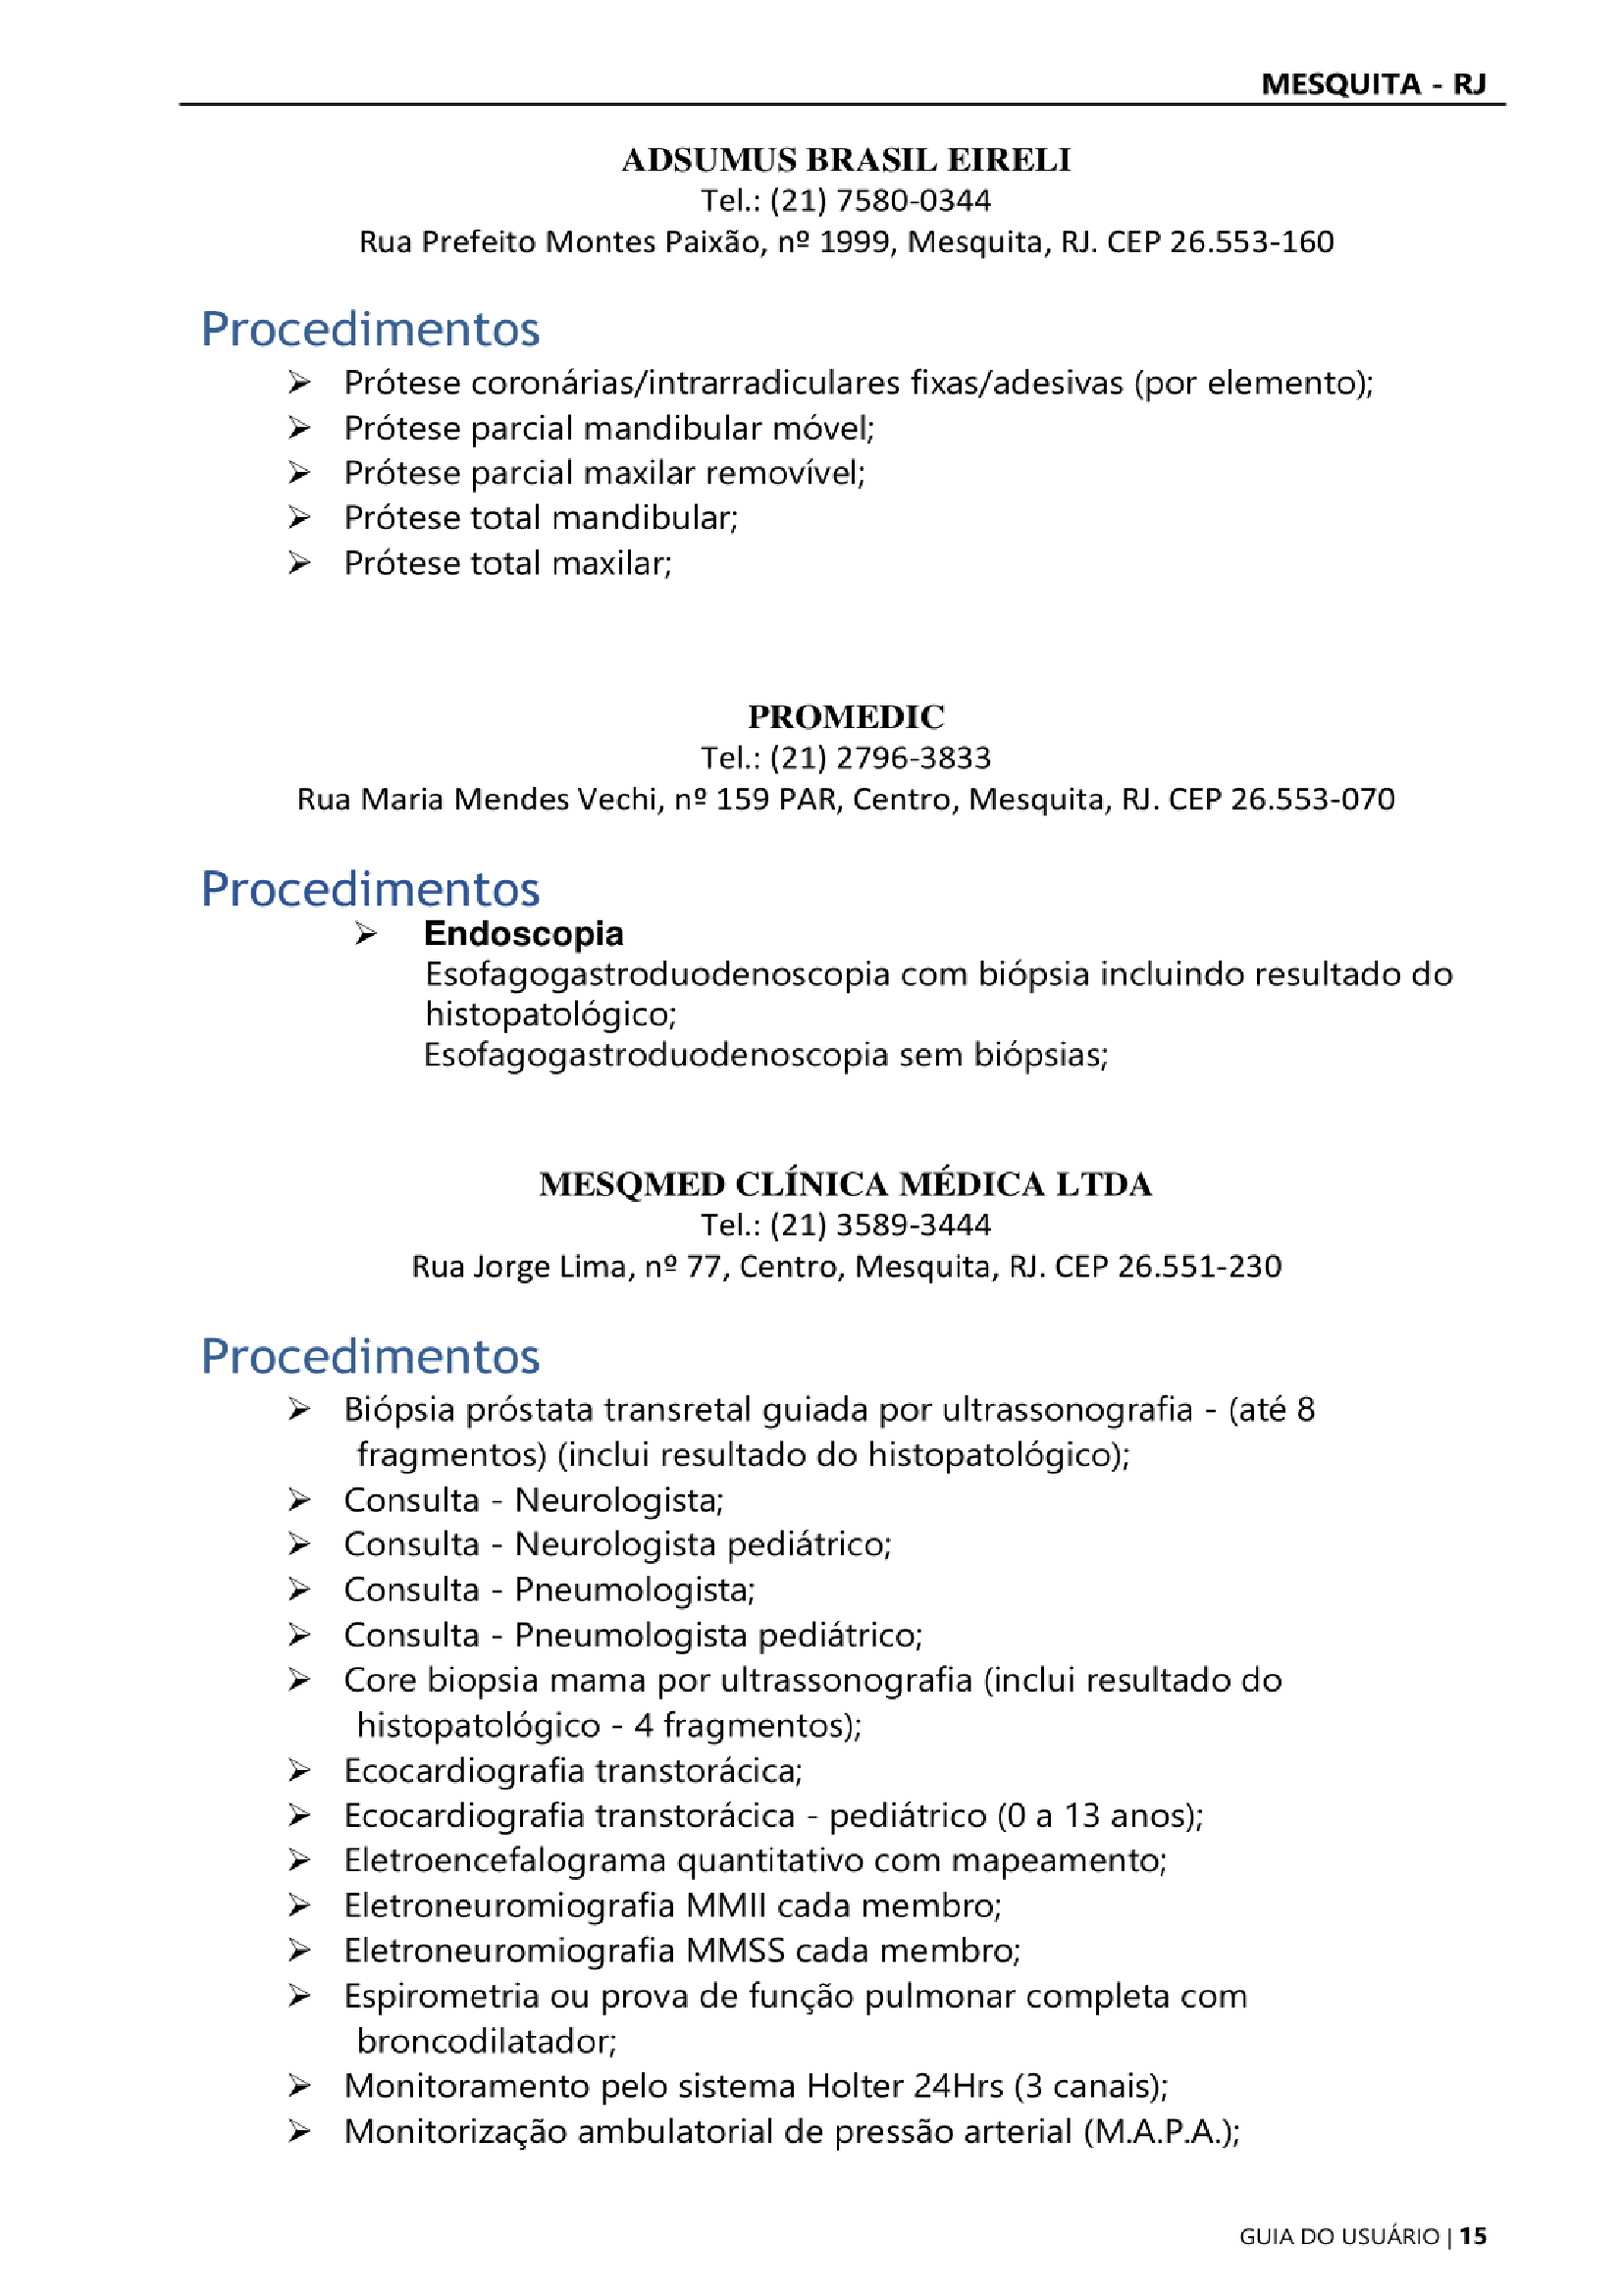 MESQUITA - RJ
ADSUMUS BRASIL EIRELI
Tel.: (21) 7580-0344
Rua Prefeito Montes Paixão, nº 1999, Mesquita, RJ. CEP 26.553-160
Procedimentos
➢ Prótese coronárias/intrarradiculares fixas/adesivas (por elemento);
➢ Prótese parcial mandibular móvel;
➢ Prótese parcial maxilar removível;
➢ Prótese total mandibular;
➢ Prótese total maxilar;
PROMEDIC
Tel.: (21) 2796-3833
Rua Maria Mendes Vechi, nº 159 PAR, Centro, Mesquita, RJ. CEP 26.553-070
Procedimentos
➢ Endoscopia
Esofagogastroduodenoscopia com biópsia incluindo resultado do
histopatológico;
Esofagogastroduodenoscopia sem biópsias;
MESQMED CLÍNICA MÉDICA LTDA
Tel.: (21) 3589-3444
Rua Jorge Lima, nº 77, Centro, Mesquita, RJ. CEP 26.551-230
Procedimentos
➢ Biópsia próstata transretal guiada por ultrassonografia - (até 8
fragmentos) (inclui resultado do histopatológico);
➢ Consulta - Neurologista;
➢ Consulta - Neurologista pediátrico;
➢ Consulta - Pneumologista;
➢ Consulta - Pneumologista pediátrico;
➢ Core biopsia mama por ultrassonografia (inclui resultado do
histopatológico - 4 fragmentos);
➢ Ecocardiografia transtorácica;
➢ Ecocardiografia transtorácica - pediátrico (0 a 13 anos);
➢ Eletroencefalograma quantitativo com mapeamento;
➢ Eletroneuromiografia MMII cada membro;
➢ Eletroneuromiografia MMSS cada membro;
➢ Espirometria ou prova de função pulmonar completa com
broncodilatador;
➢ Monitoramento pelo sistema Holter 24Hrs (3 canais);
➢ Monitorização ambulatorial de pressão arterial (M.A.P.A.);
GUIA DO USUÁRIO | 15